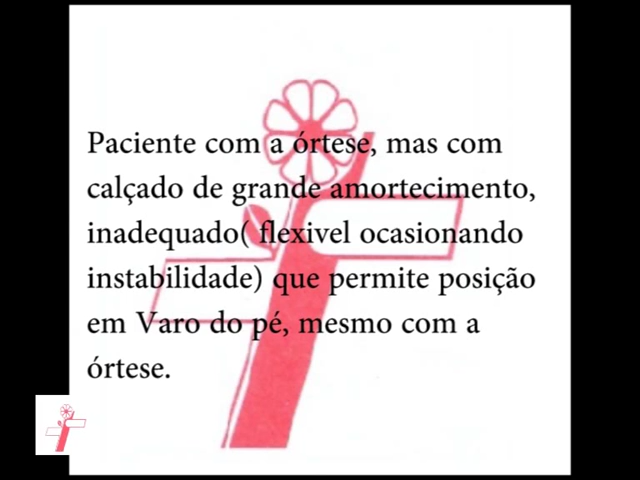 Paciente com a órtese, mas com
calçado de grande amortecimento,
inadequado( flexivel ocasionando
instabilidade) que permite posição
em Varo do pé, mesmo com a
órtese.